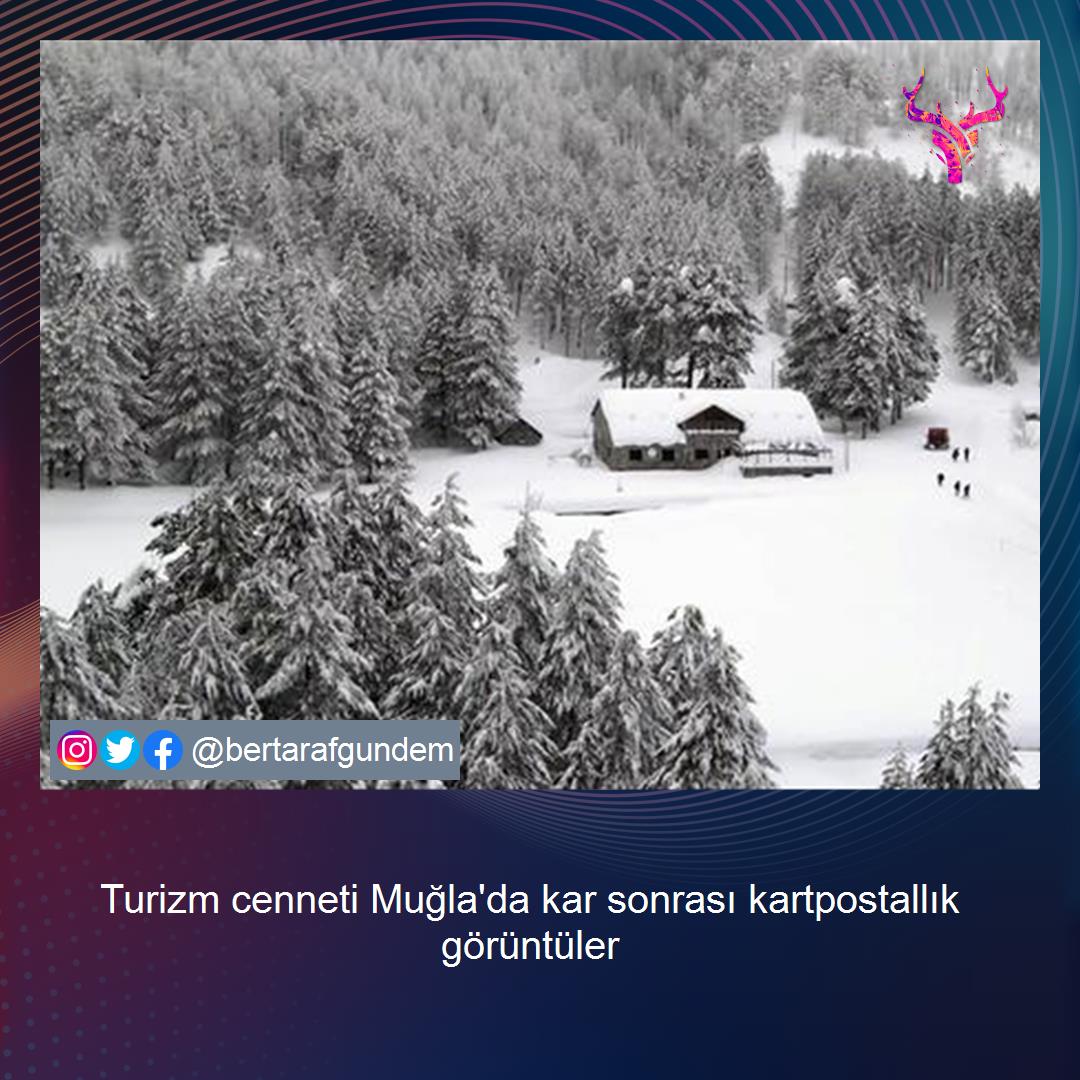 @bertarafgundem
Turizm cenneti Muğla'da kar sonrası kartpostallık
görüntüler